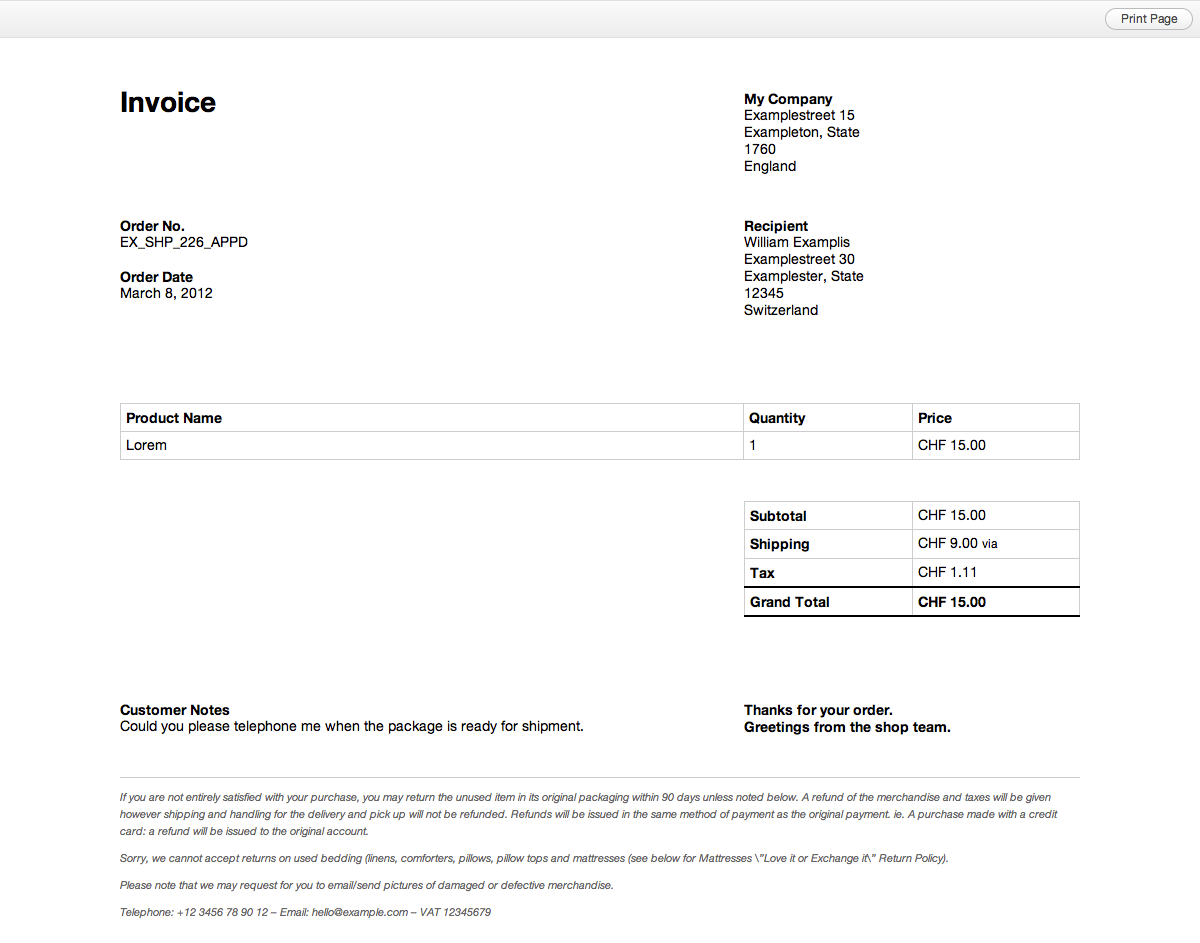 Print Page
Invoice
My Company
Examplestreet 15
Exampleton, State
1760
England
Order No.
EX_SHP_226_APPD
Order Date
March 8, 2012
Recipient
William Examplis
Examplestreet 30
Examplester, State
12345
Switzerland
Product Name Quantity Price
Lorem 1 CHF 15.00
Subtotal CHF 15.00
Shipping CHF 9.00 via
Tax CHF 1.11
Grand Total CHF 15.00
Customer Notes
Could you please telephone me when the package is ready for shipment.
Thanks for your order.
Greetings from the shop team.
If you are not entirely satisfied with your purchase, you may return the unused item in its original packaging within 90 days unless noted below. A refund of the merchandise and taxes will be given
however shipping and handling for the delivery and pick up will not be refunded. Refunds will be issued in the same method of payment as the original payment. ie. A purchase made with a credit
card: a refund will be issued to the original account.
Sorry, we cannot accept returns on used bedding (linens, comforters, pillows, pillow tops and mattresses (see below for Mattresses \"Love it or Exchange it\" Return Policy).
Please note that we may request for you to email/send pictures of damaged or defective merchandise.
Telephone: +12 3456 78 90 12 – Email: hello@example.com – VAT 12345679